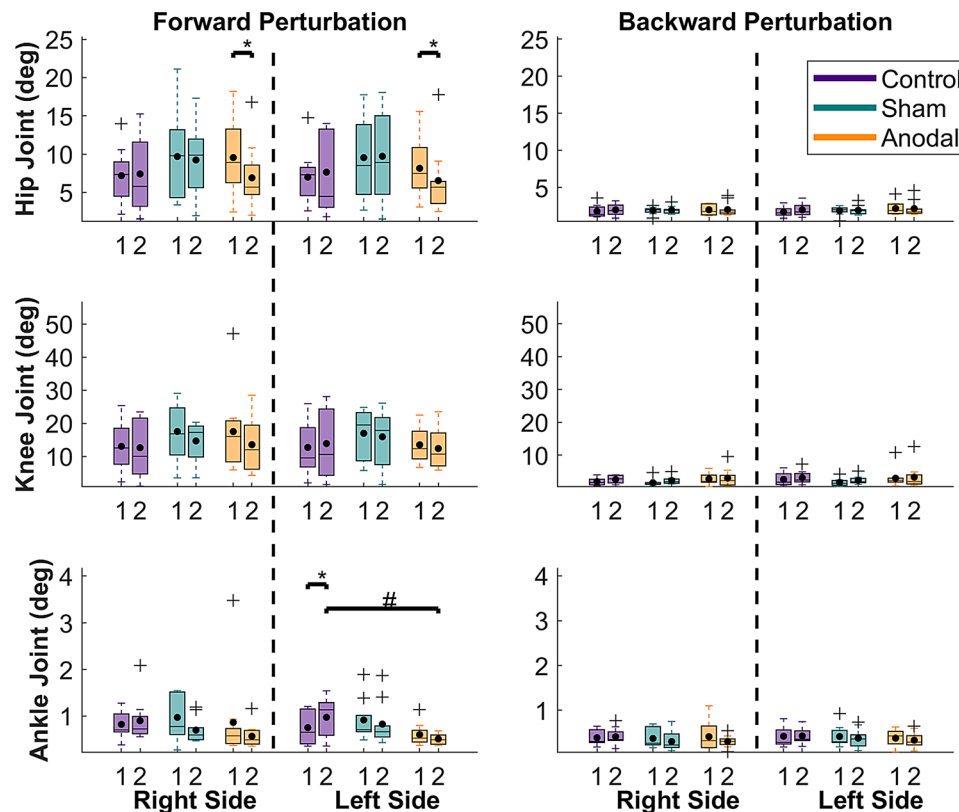 Forward Perturbation
Backward Perturbation
Hip Joint (deg)
25
20
15
10
5
* *
1 2 1 2 1 2 1 2 1 2 1 2
25
20
15
10
5
Control
Sham
Anodal
1 2 1 2 1 2 1 2 1 2 1 2
Knee Joint (deg)
50
40
30
20
10
1 2 1 2 1 2 1 2 1 2 1 2
50
40
30
20
10
1 2 1 2 1 2 1 2 1 2 1 2
Ankle Joint (deg)
4
3
2
1
*
#
1 2 1 2 1 2 1 2 1 2 1 2
Right Side Left Side
4
3
2
1
1 2 1 2 1 2 1 2 1 2 1 2
Right Side Left Side